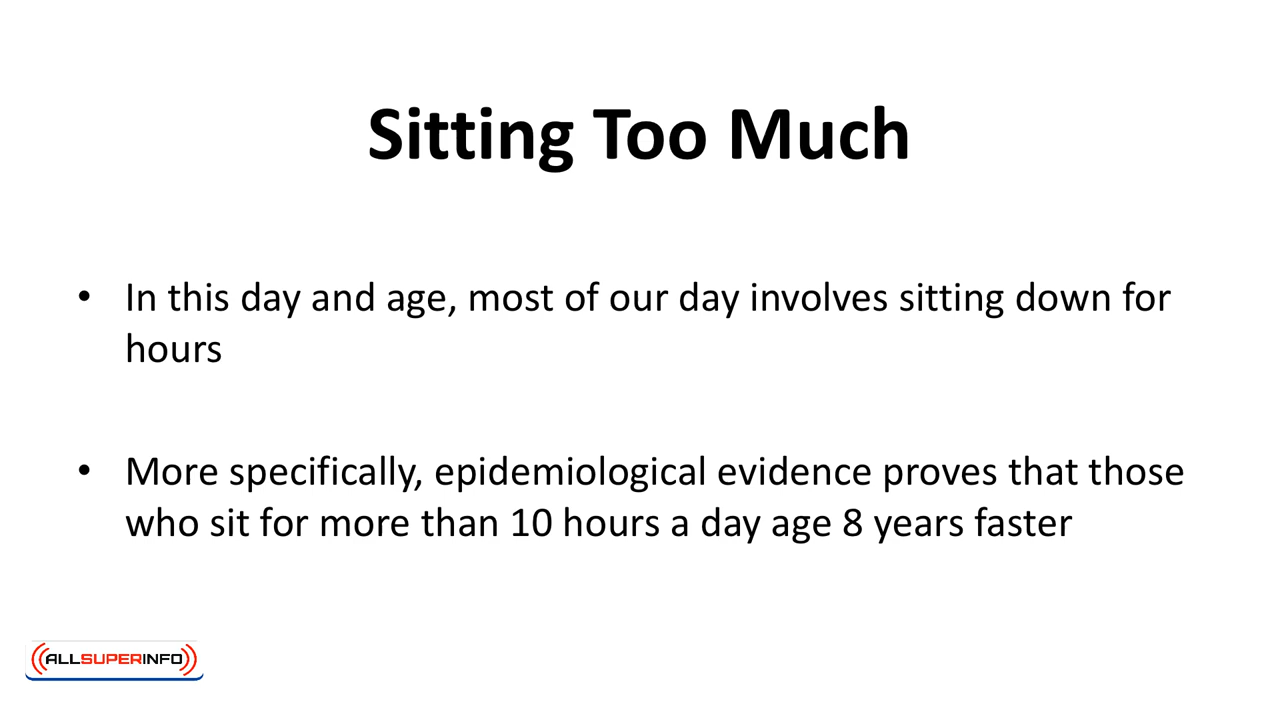 Sitting Too Much
• In this day and age, most of our day involves sitting down for
hours
• More specifically, epidemiological evidence proves that those
who sit for more than 10 hours a day age 8 years faster
ALLSUPERINFO